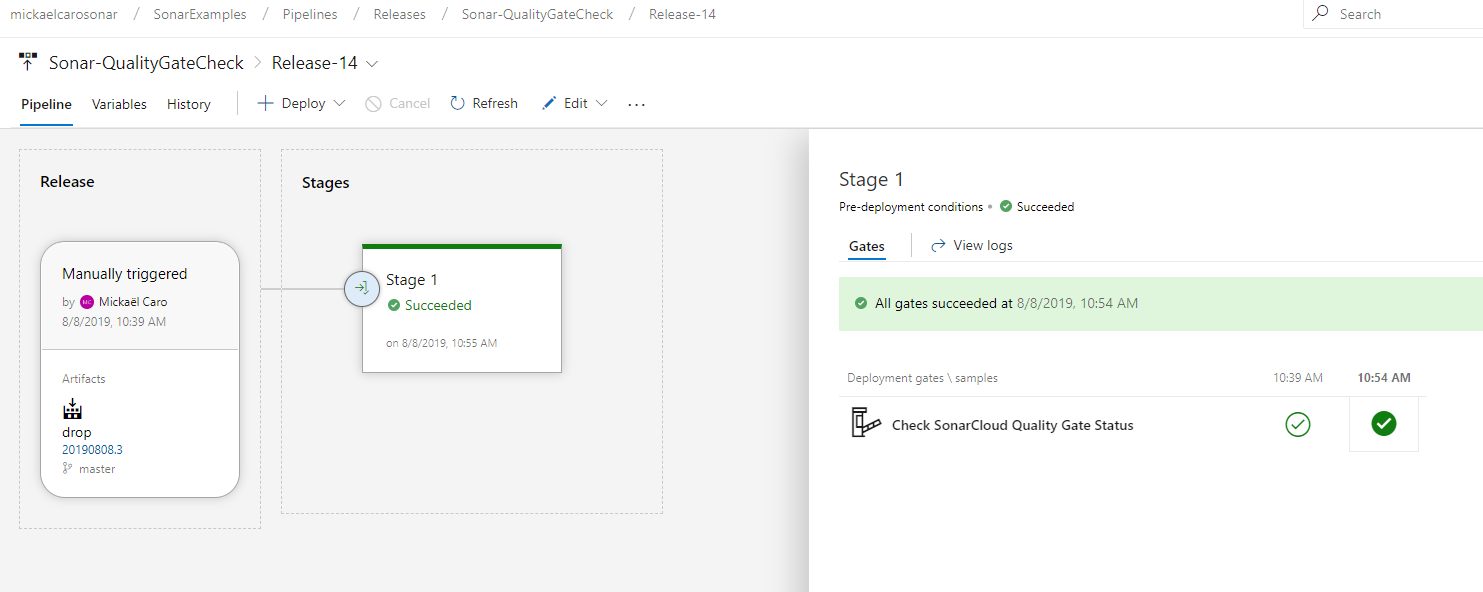 mickaelcarosonar / SonarExamples / Pipelines / Releases / Sonar-QualityGateCheck / Release-14
Search
Sonar-QualityGateCheck > Release-14
Pipeline Variables History Deploy Cancel Refresh Edit ...
Release
Manually triggered
by MC Mickaël Caro
8/8/2019, 10:39 AM
Artifacts
drop
20190808.3
master
Stages
Stage 1
Succeeded
on 8/8/2019, 10:55 AM
Stage 1
Pre-deployment conditions • Succeeded
Gates View logs
All gates succeeded at 8/8/2019, 10:54 AM
Deployment gates \ samples 10:39 AM 10:54 AM
Check SonarCloud Quality Gate Status